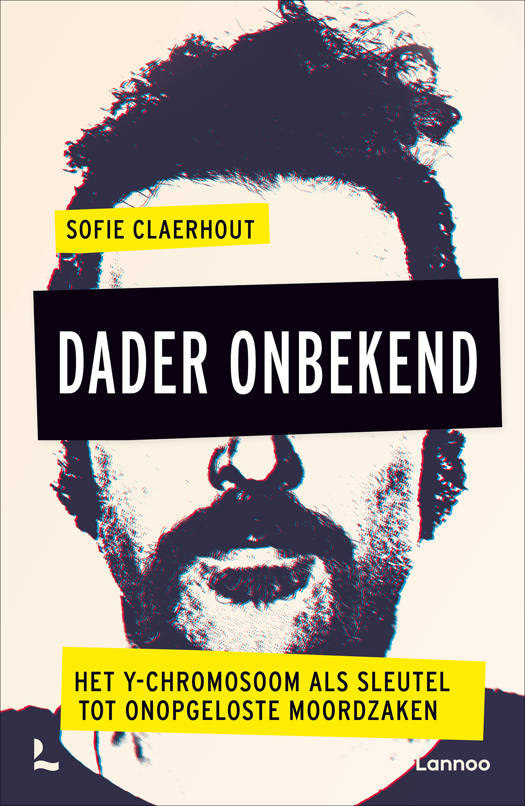 SOFIE CLAERHOUT
DADER ONBEKEND
HET Y-CHROMOSOOM ALS SLEUTEL
TOT ONOPGELOSTE MOORDZAKEN
Lannoo